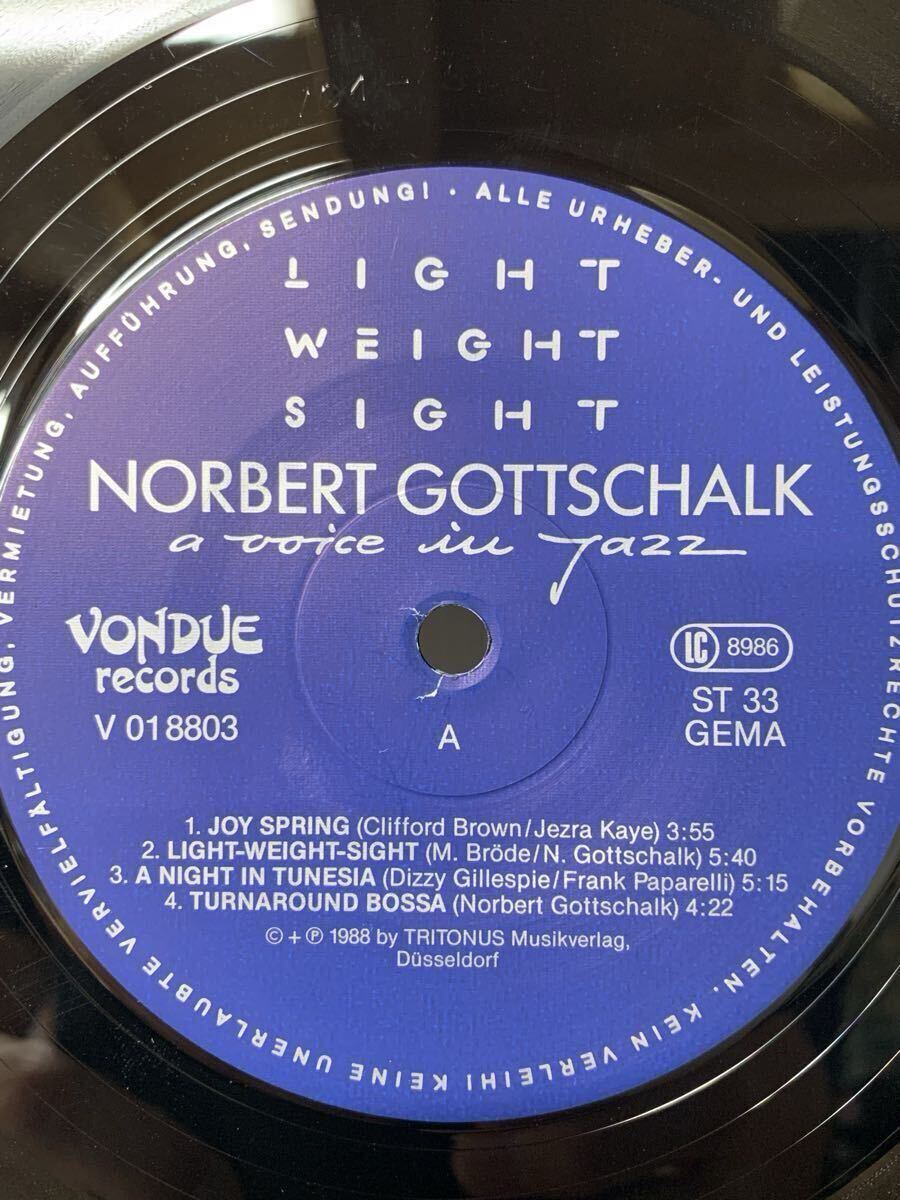 ALLE URHEBER- UND LEISTUNGSSCHUTZRECHTE VORBEHALTEN. KEIN VERLEIH! KEINE UNERLAUBTE VERVIELFÄLTIGUNG, VERMIETUNG, AUFFÜHRUNG, SENDUNG! ·
LIGHT
WEIGHT
SIGHT
NORBERT GOTTSCHALK
a voice in Jazz
VONDUE
records
V 018803
A
LC 8986
ST 33
GEMA
1. JOY SPRING (Clifford Brown/Jezra Kaye) 3:55
2. LIGHT-WEIGHT-SIGHT (M. Bröde/N. Gottschalk) 5:40
3. A NIGHT IN TUNESIA (Dizzy Gillespie/Frank Paparelli) 5:15
4. TURNAROUND BOSSA (Norbert Gottschalk) 4:22
© + ℗ 1988 by TRITONUS Musikverlag,
Düsseldorf